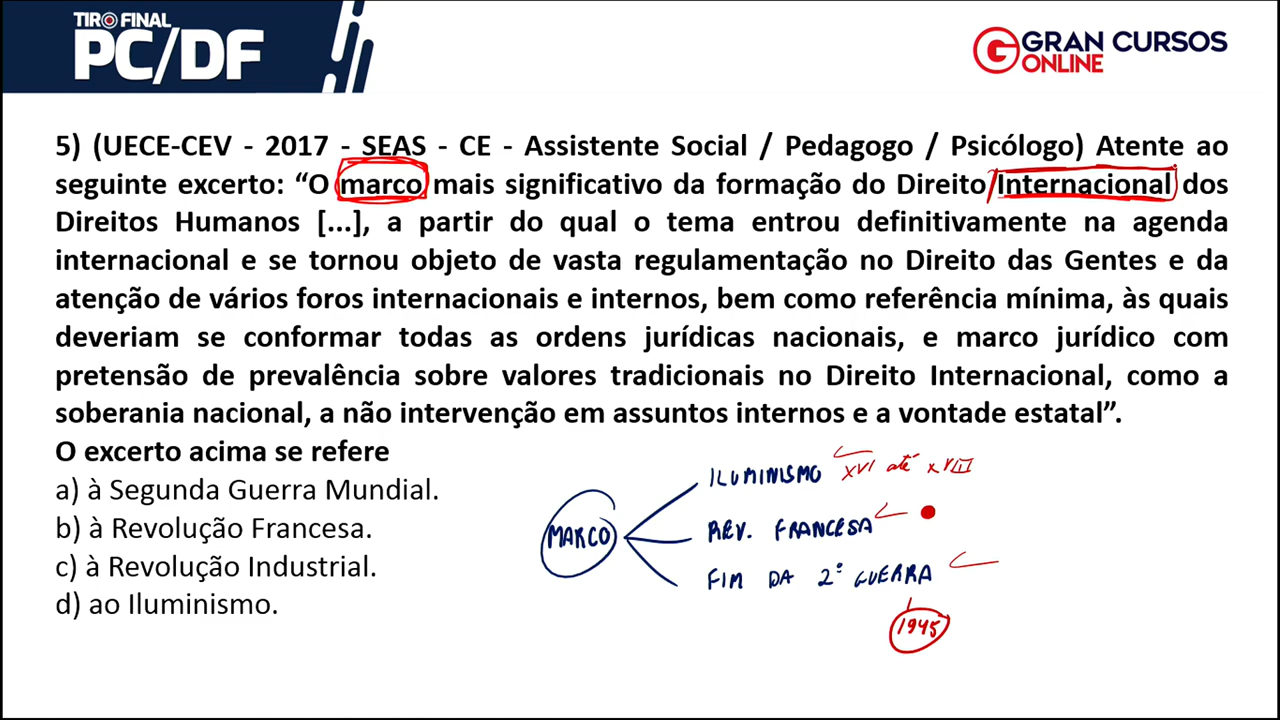 TIRO FINAL
PC/DF
GRAN CURSOS
ONLINE
5) (UECE-CEV - 2017 - SEAS - CE - Assistente Social / Pedagogo / Psicólogo) Atente ao
seguinte excerto: “O marco mais significativo da formação do Direito Internacional dos
Direitos Humanos [...], a partir do qual o tema entrou definitivamente na agenda
internacional e se tornou objeto de vasta regulamentação no Direito das Gentes e da
atenção de vários foros internacionais e internos, bem como referência mínima, às quais
deveriam se conformar todas as ordens jurídicas nacionais, e marco jurídico com
pretensão de prevalência sobre valores tradicionais no Direito Internacional, como a
soberania nacional, a não intervenção em assuntos internos e a vontade estatal”.
O excerto acima se refere
a) à Segunda Guerra Mundial.
b) à Revolução Francesa.
c) à Revolução Industrial.
d) ao Iluminismo.
MARCO
ILUMINISMO XVI até XVIII
REV. FRANCESA
FIM DA 2ª GUERRA
1945